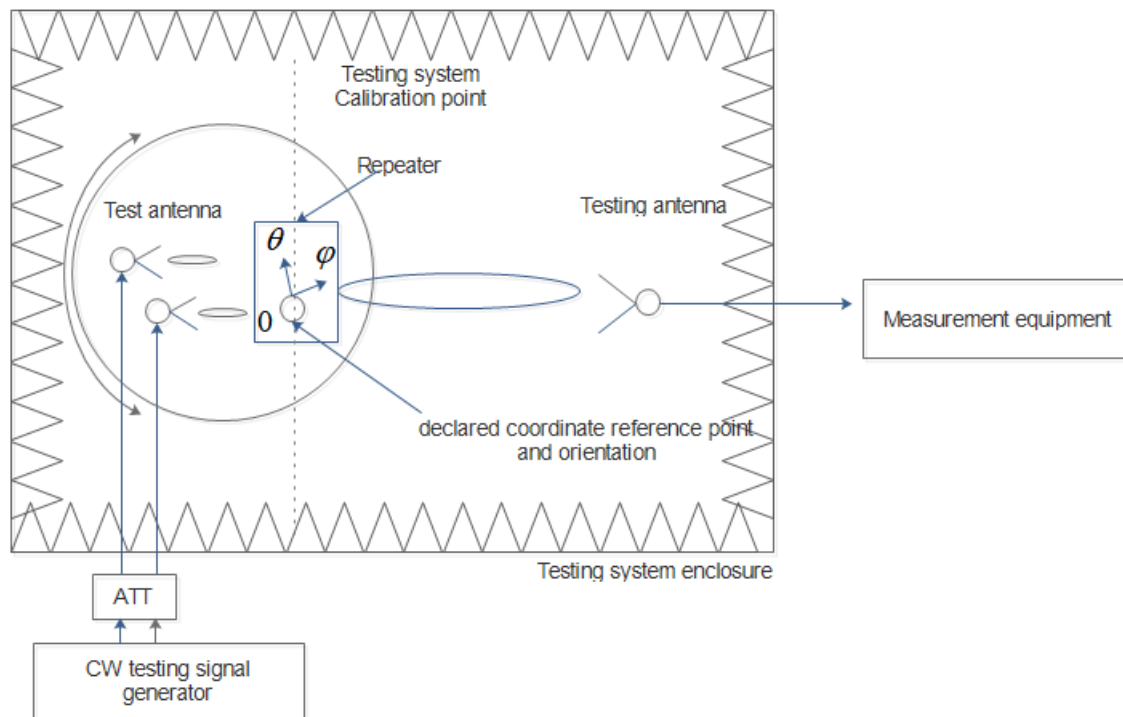 Testing system
Calibration point
Repeater
Test antenna
Testing antenna
θ
φ
0
Measurement equipment
declared coordinate reference point
and orientation
Testing system enclosure
ATT
CW testing signal
generator